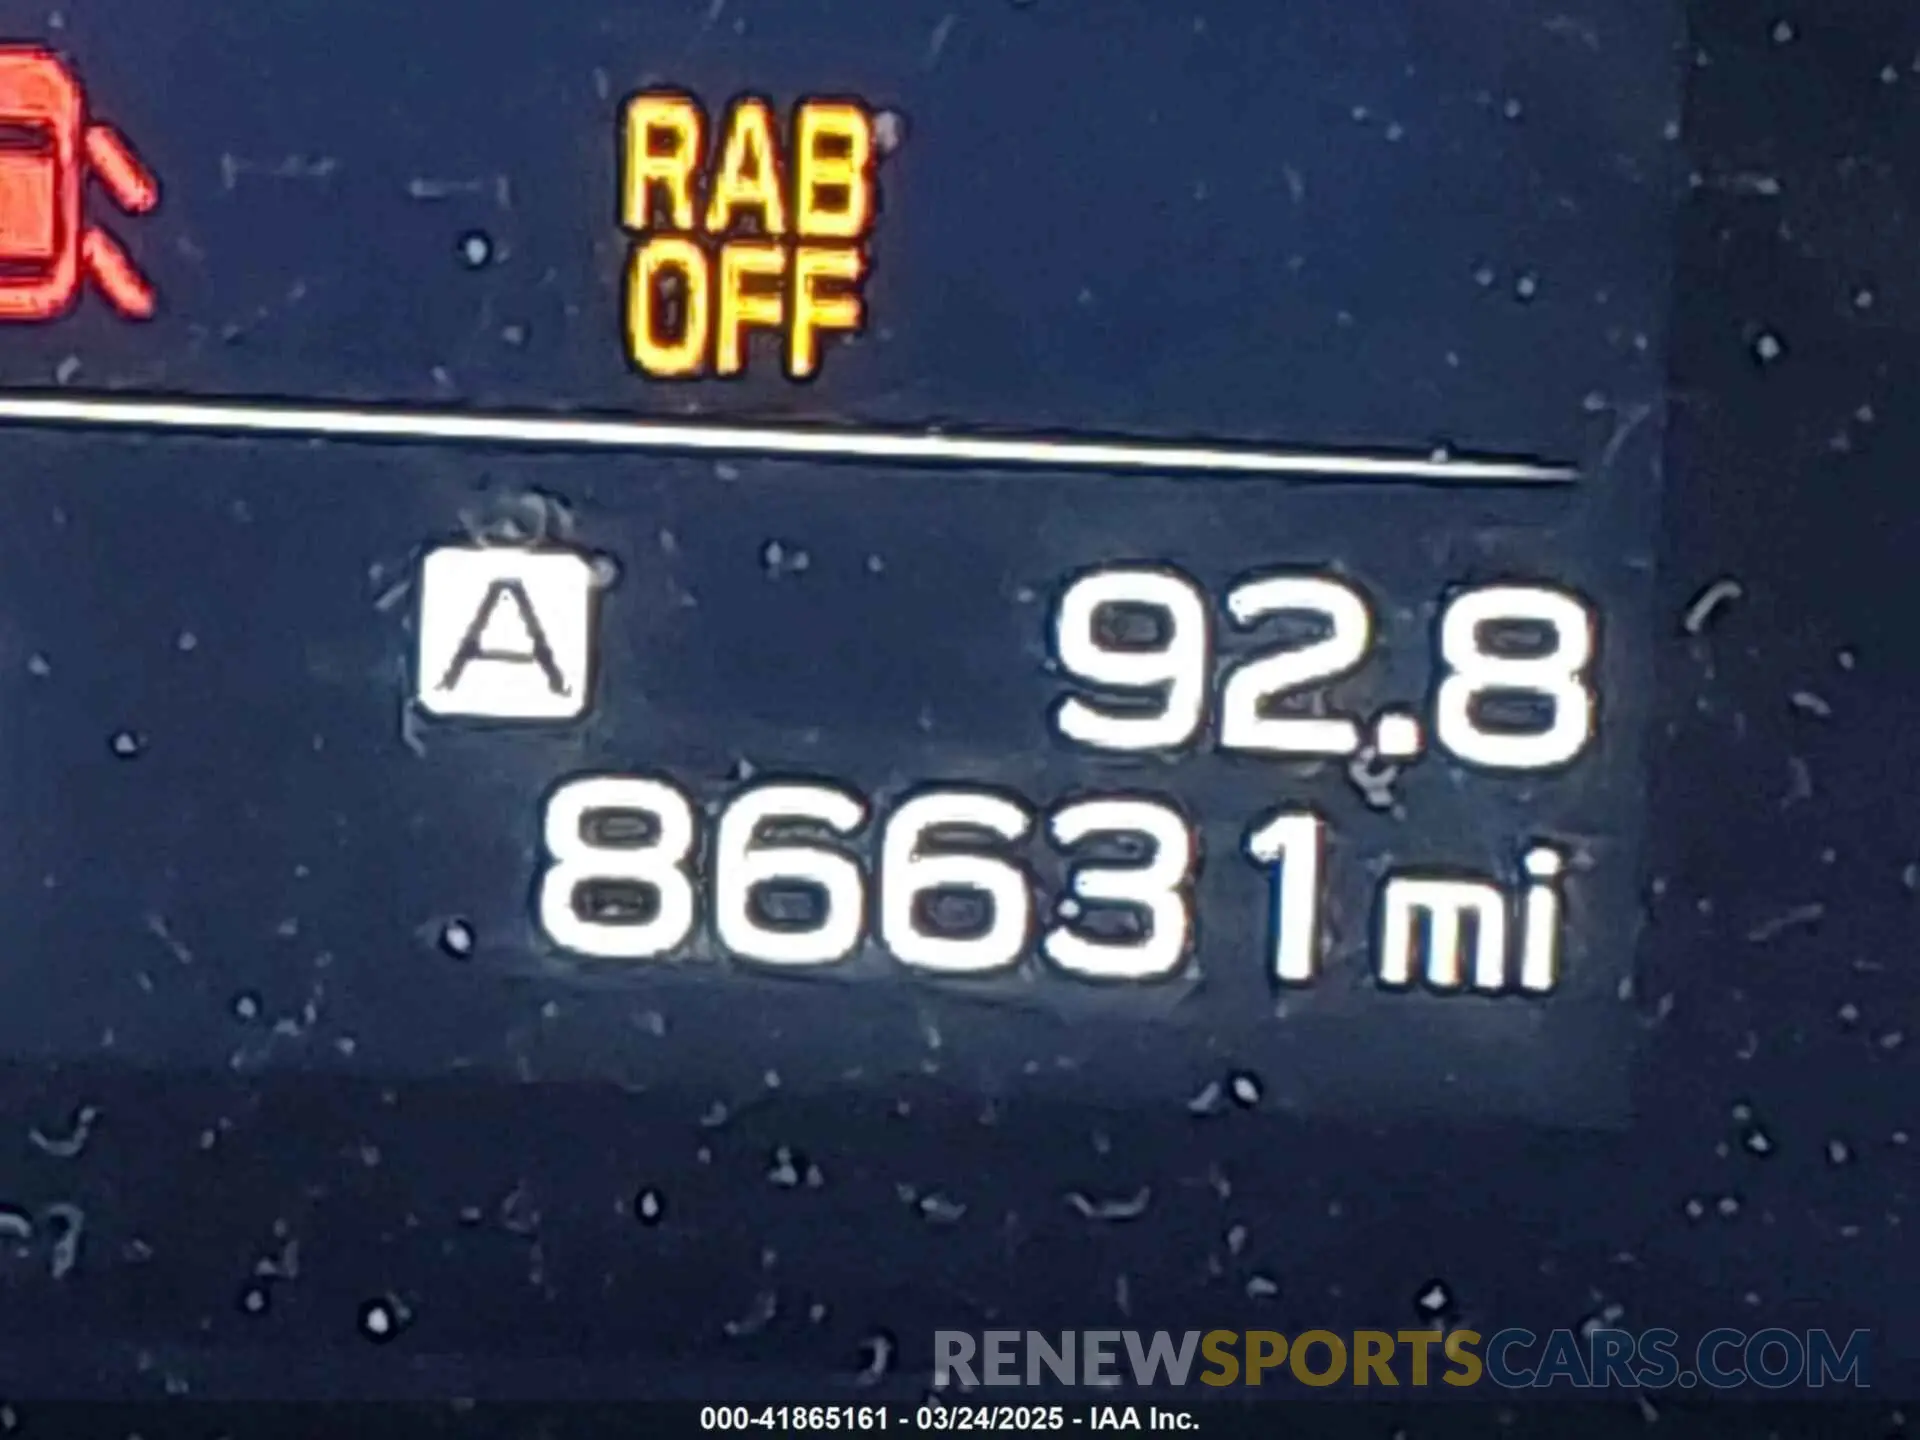 RAB
OFF
A 92.8
86631 mi
RENEWSPORTSCARS.COM
000-41865161 - 03/24/2025 - IAA Inc.